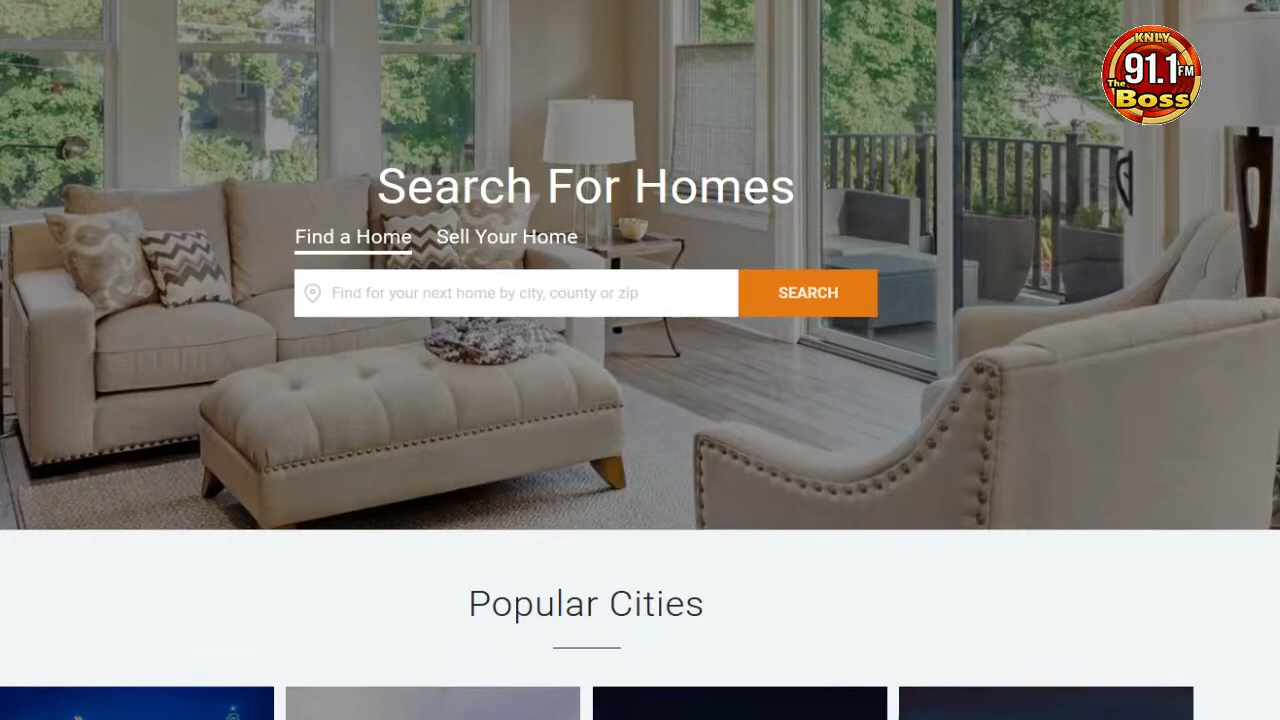 KNLY
91.1 FM
The
Boss
Search For Homes
Find a Home Sell Your Home
Find for your next home by city, county or zip
SEARCH
Popular Cities